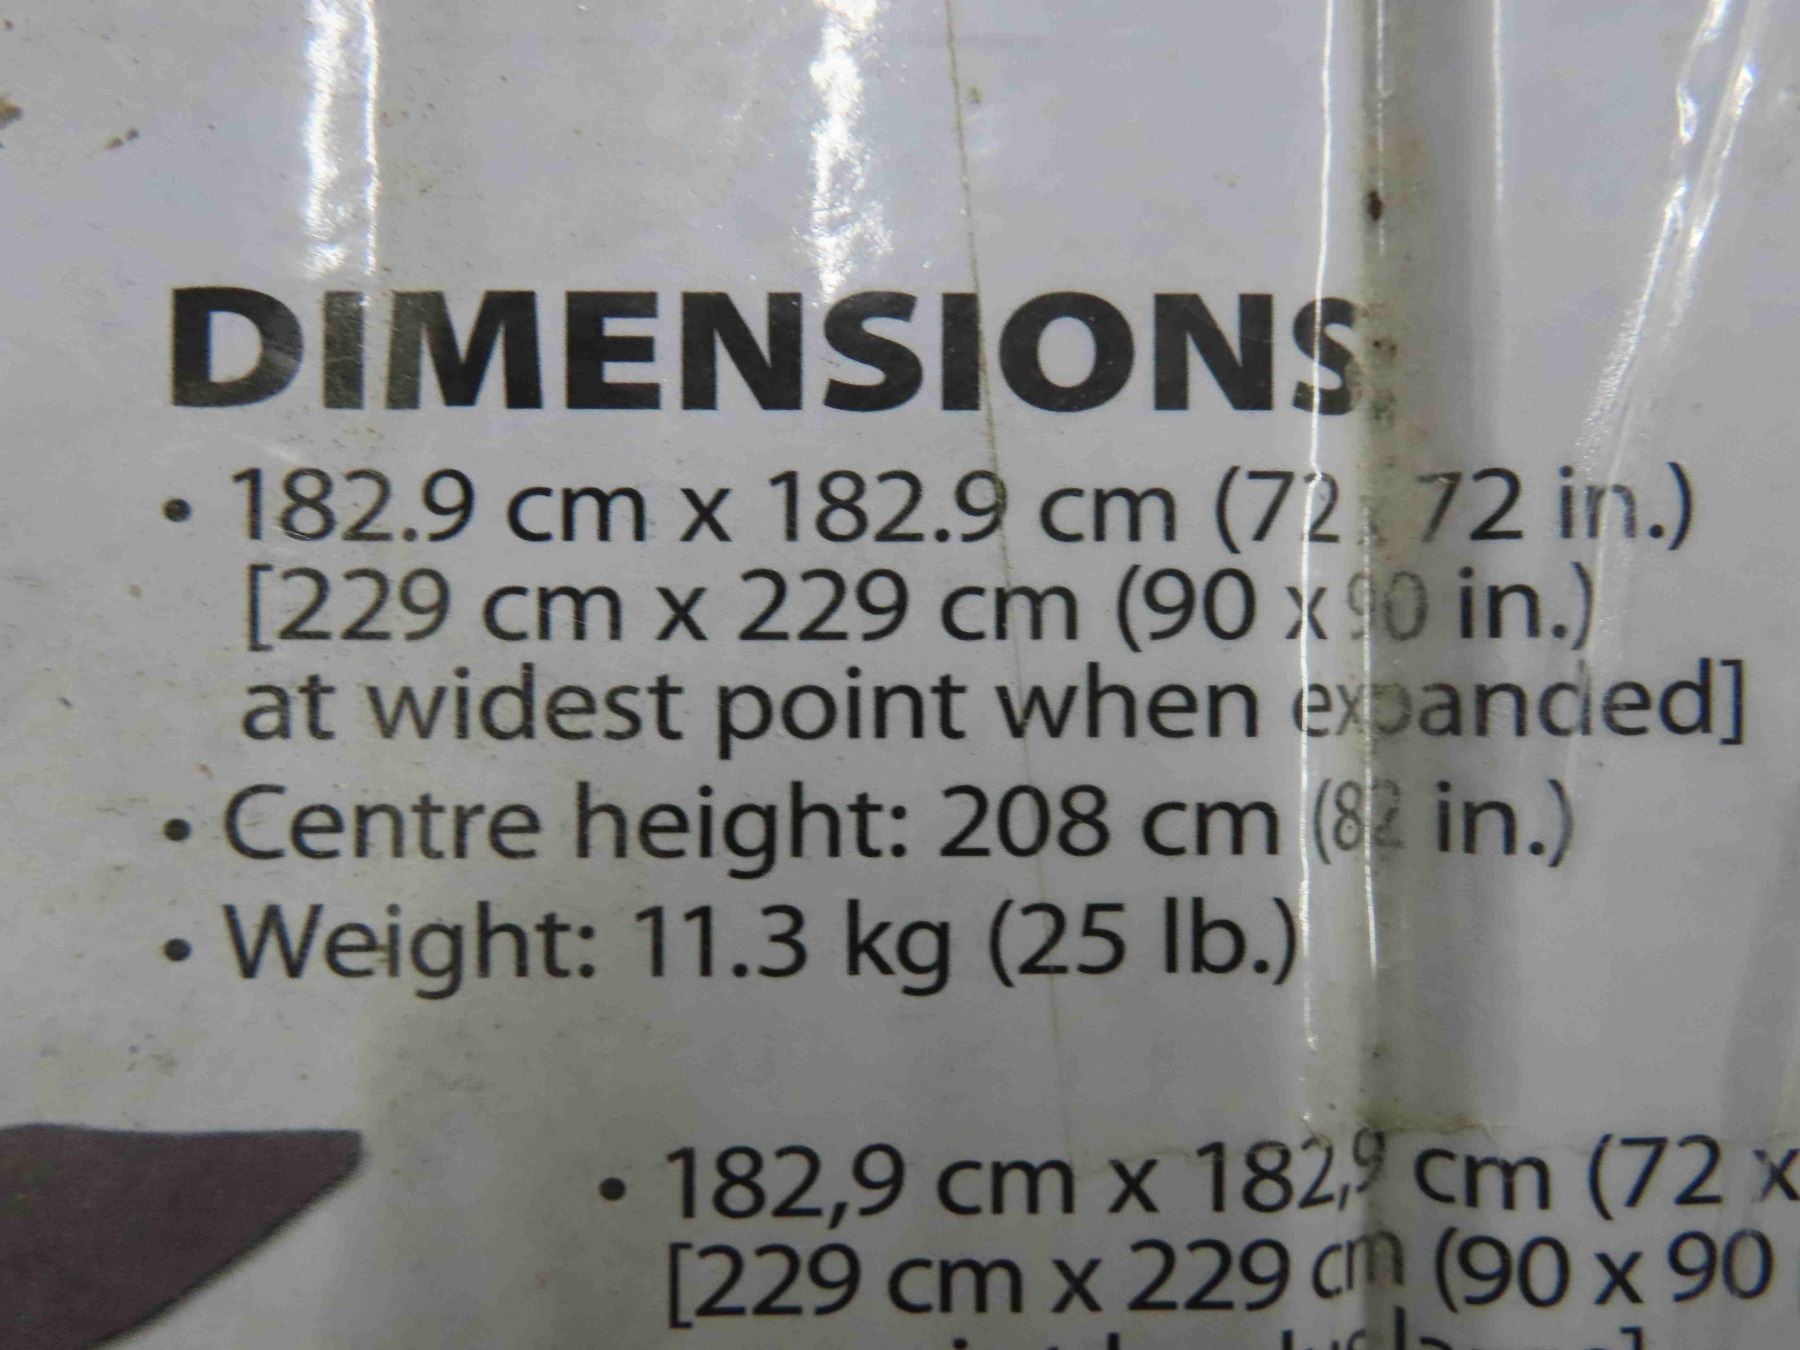 DIMENSIONS
• 182.9 cm x 182.9 cm (72 x 72 in.)
[229 cm x 229 cm (90 x 90 in.)
at widest point when expanded]
• Centre height: 208 cm (82 in.)
• Weight: 11.3 kg (25 lb.)
• 182,9 cm x 182,9 cm (72 x
[229 cm x 229 cm (90 x 90